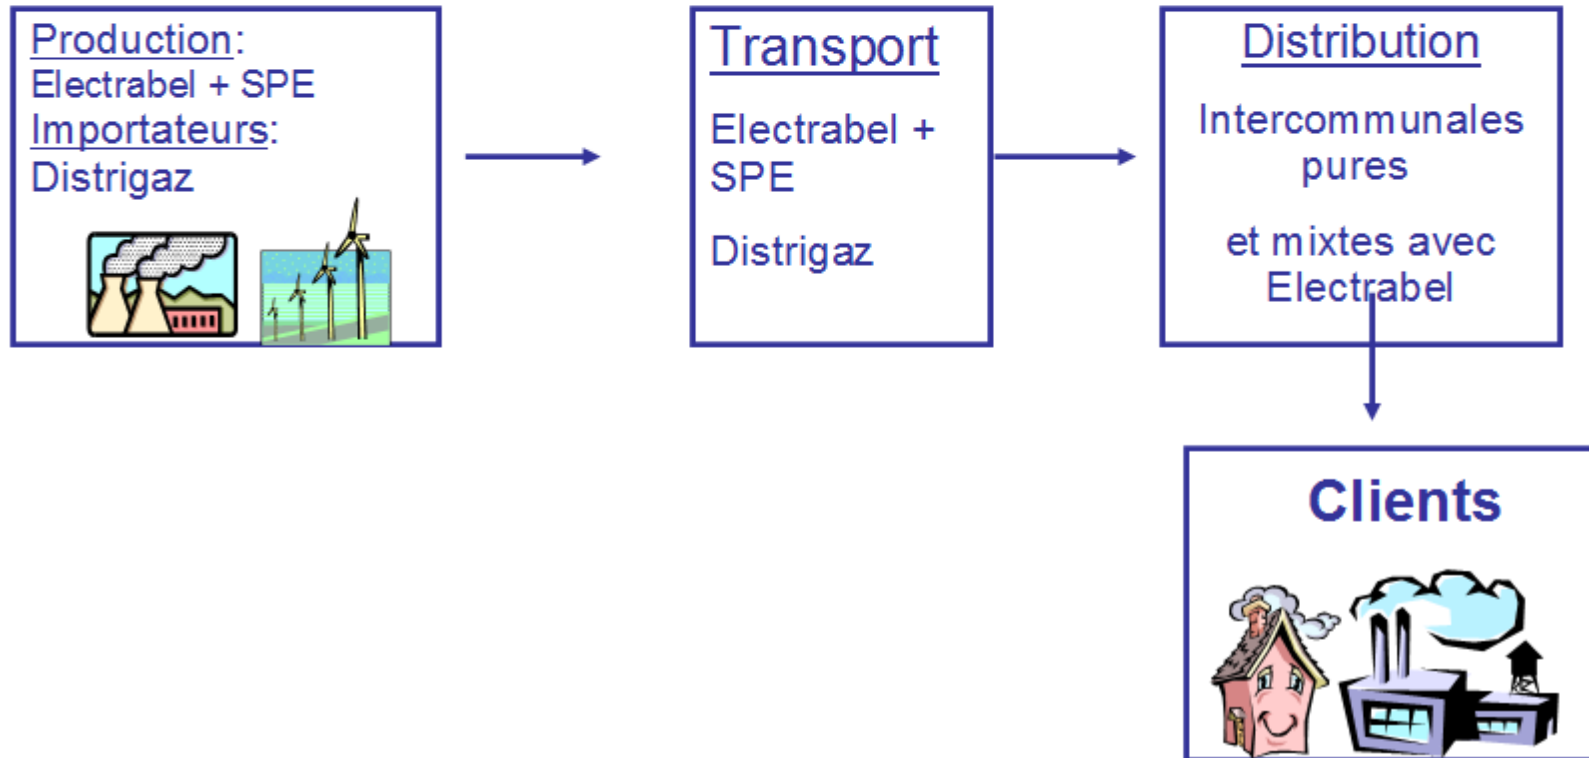 Production:
Electrabel + SPE
Importateurs:
Distrigaz
Transport
Electrabel +
SPE
Distrigaz
Distribution
Intercommunales
pures
et mixtes avec
Electrabel
Clients